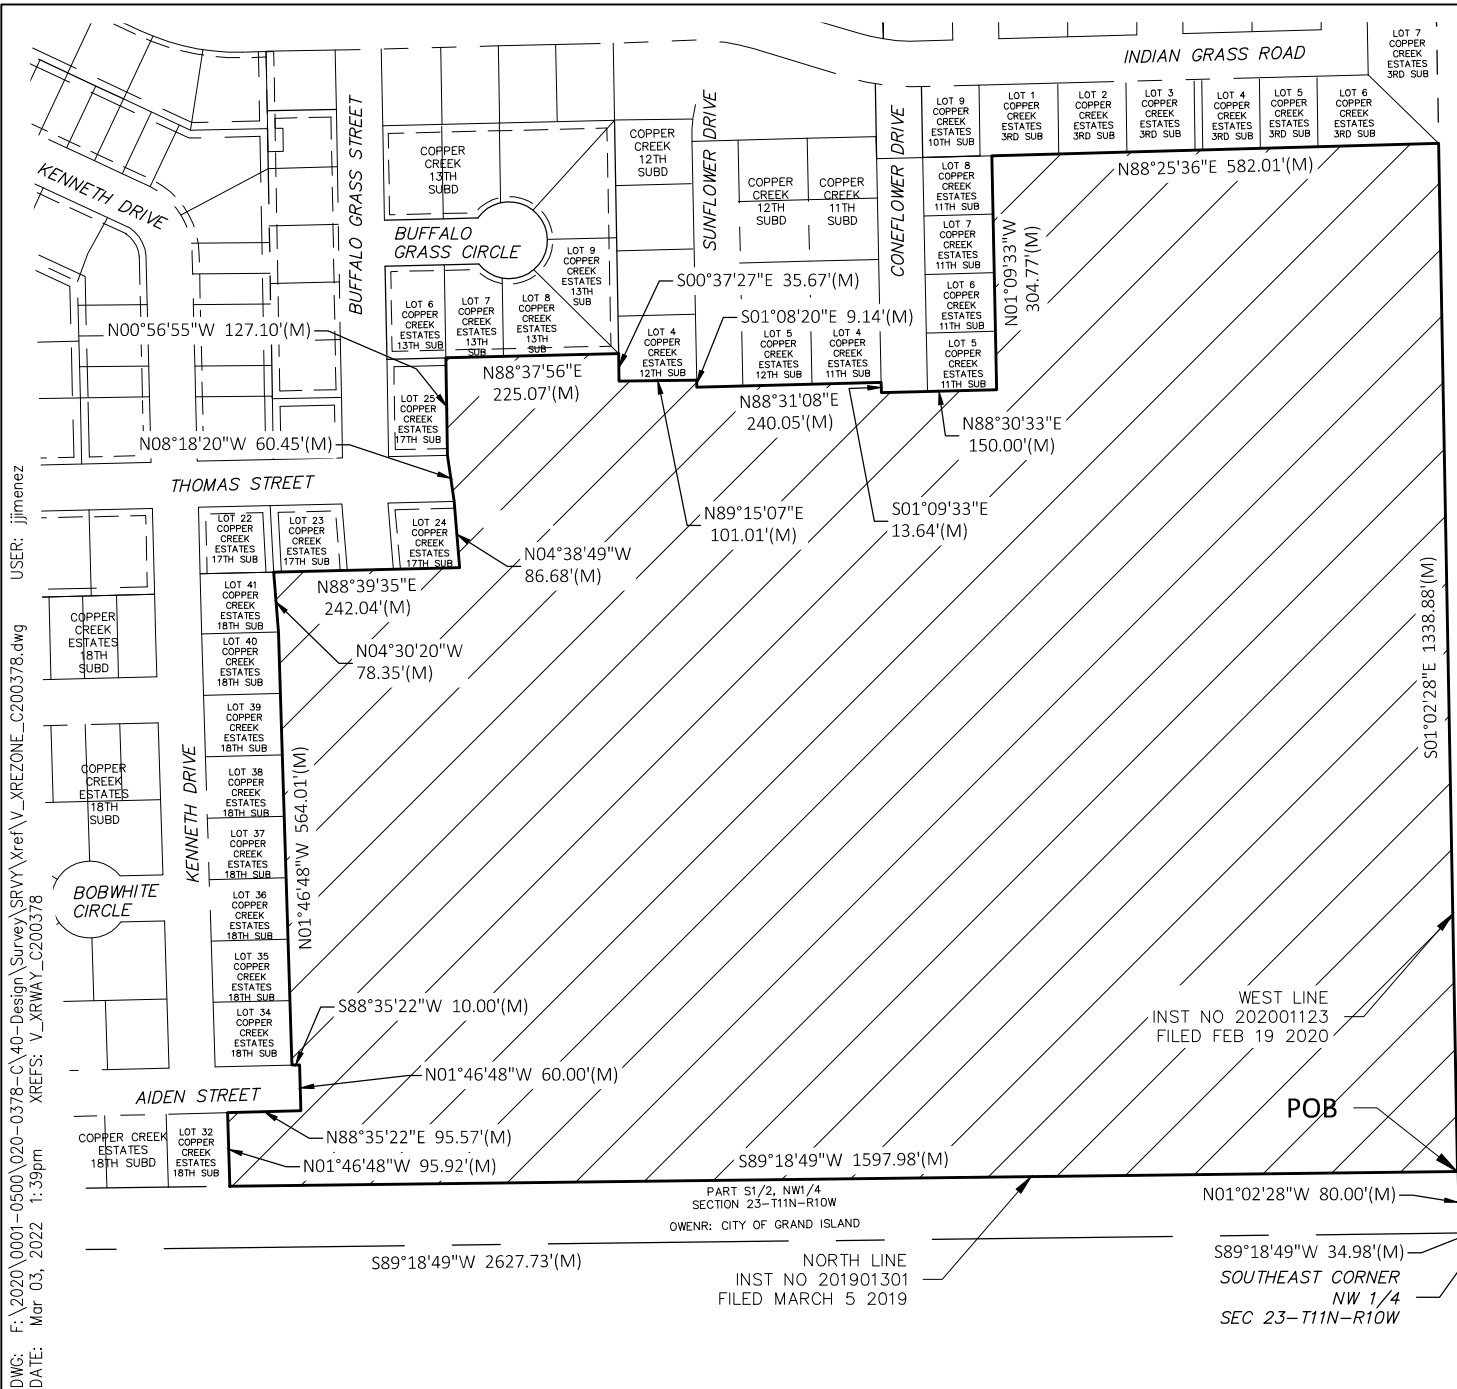 INDIAN GRASS ROAD
LOT 7
COPPER
CREEK
ESTATES
3RD SUB
LOT 9
COPPER
CREEK
ESTATES
10TH SUB
LOT 1
COPPER
CREEK
ESTATES
3RD SUB
LOT 2
COPPER
CREEK
ESTATES
3RD SUB
LOT 3
COPPER
CREEK
ESTATES
3RD SUB
LOT 4
COPPER
CREEK
ESTATES
3RD SUB
LOT 5
COPPER
CREEK
ESTATES
3RD SUB
LOT 6
COPPER
CREEK
ESTATES
3RD SUB
KENNETH DRIVE
BUFFALO GRASS STREET
COPPER
CREEK
13TH
SUBD
BUFFALO
GRASS CIRCLE
COPPER
CREEK
12TH
SUBD
SUNFLOWER DRIVE
COPPER
CREEK
12TH
SUBD
COPPER
CREEK
11TH
SUBD
CONEFLOWER DRIVE
LOT 8
COPPER
CREEK
ESTATES
11TH SUB
LOT 7
COPPER
CREEK
ESTATES
11TH SUB
LOT 6
COPPER
CREEK
ESTATES
11TH SUB
LOT 5
COPPER
CREEK
ESTATES
11TH SUB
N88°25'36"E 582.01'(M)
N01°09'33"W
304.77'(M)
LOT 9
COPPER
CREEK
ESTATES
13TH
SUB
LOT 6
COPPER
CREEK
ESTATES
13TH SUB
LOT 7
COPPER
CREEK
ESTATES
13TH
SUB
LOT 8
COPPER
CREEK
ESTATES
13TH
SUB
S00°37'27"E 35.67'(M)
S01°08'20"E 9.14'(M)
LOT 4
COPPER
CREEK
ESTATES
12TH SUB
LOT 5
COPPER
CREEK
ESTATES
12TH SUB
LOT 4
COPPER
CREEK
ESTATES
11TH SUB
N00°56'55"W 127.10'(M)
N88°37'56"E
225.07'(M)
N88°31'08"E
240.05'(M)
N88°30'33"E
150.00'(M)
LOT 25
COPPER
CREEK
ESTATES
17TH SUB
N08°18'20"W 60.45'(M)
THOMAS STREET
N89°15'07"E
101.01'(M)
S01°09'33"E
13.64'(M)
LOT 22
COPPER
CREEK
ESTATES
17TH SUB
LOT 23
COPPER
CREEK
ESTATES
17TH SUB
LOT 24
COPPER
CREEK
ESTATES
17TH SUB
N04°38'49"W
86.68'(M)
N88°39'35"E
242.04'(M)
N04°30'20"W
78.35'(M)
S01°02'28"E 1338.88'(M)
COPPER
CREEK
ESTATES
18TH
SUBD
LOT 41
COPPER
CREEK
ESTATES
18TH SUB
LOT 40
COPPER
CREEK
ESTATES
18TH SUB
LOT 39
COPPER
CREEK
ESTATES
18TH SUB
LOT 38
COPPER
CREEK
ESTATES
18TH SUB
LOT 37
COPPER
CREEK
ESTATES
18TH SUB
LOT 36
COPPER
CREEK
ESTATES
18TH SUB
LOT 35
COPPER
CREEK
ESTATES
18TH SUB
LOT 34
COPPER
CREEK
ESTATES
18TH SUB
COPPER
CREEK
ESTATES
18TH
SUBD
KENNETH DRIVE
N01°46'48"W 564.01'(M)
BOBWHITE
CIRCLE
S88°35'22"W 10.00'(M)
N01°46'48"W 60.00'(M)
AIDEN STREET
N88°35'22"E 95.57'(M)
N01°46'48"W 95.92'(M)
COPPER CREEK
ESTATES
18TH SUBD
LOT 32
COPPER
CREEK
ESTATES
18TH SUB
WEST LINE
INST NO 202001123
FILED FEB 19 2020
POB
S89°18'49"W 1597.98'(M)
PART S1/2, NW1/4
SECTION 23-T11N-R10W
OWENR: CITY OF GRAND ISLAND
N01°02'28"W 80.00'(M)
S89°18'49"W 34.98'(M)
S89°18'49"W 2627.73'(M)
NORTH LINE
INST NO 201901301
FILED MARCH 5 2019
SOUTHEAST CORNER
NW 1/4
SEC 23-T11N-R10W
DWG: F:\2020\0001-0500\020-0378-C\40-Design\Survey\SRVY\Xref\V_XREZONE_C200378.dwg USER: jjimenez
DATE: Mar 03, 2022 1:39pm XREFS: V_XRWAY_C200378